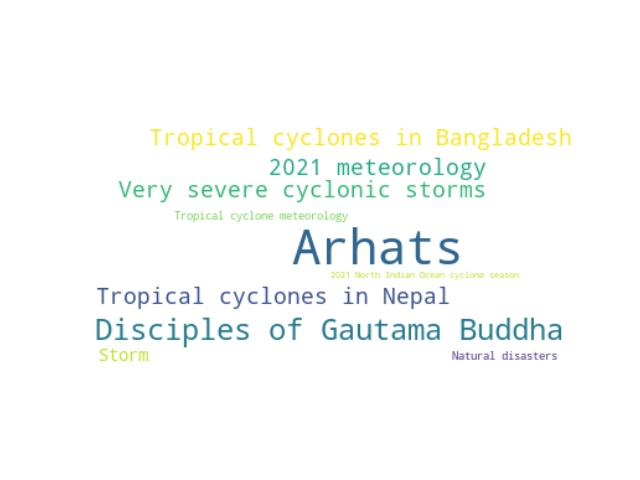 Tropical cyclones in Bangladesh
2021 meteorology
Very severe cyclonic storms
Tropical cyclone meteorology
Arhats
2021 North Indian Ocean cyclone season
Tropical cyclones in Nepal
Disciples of Gautama Buddha
Storm
Natural disasters